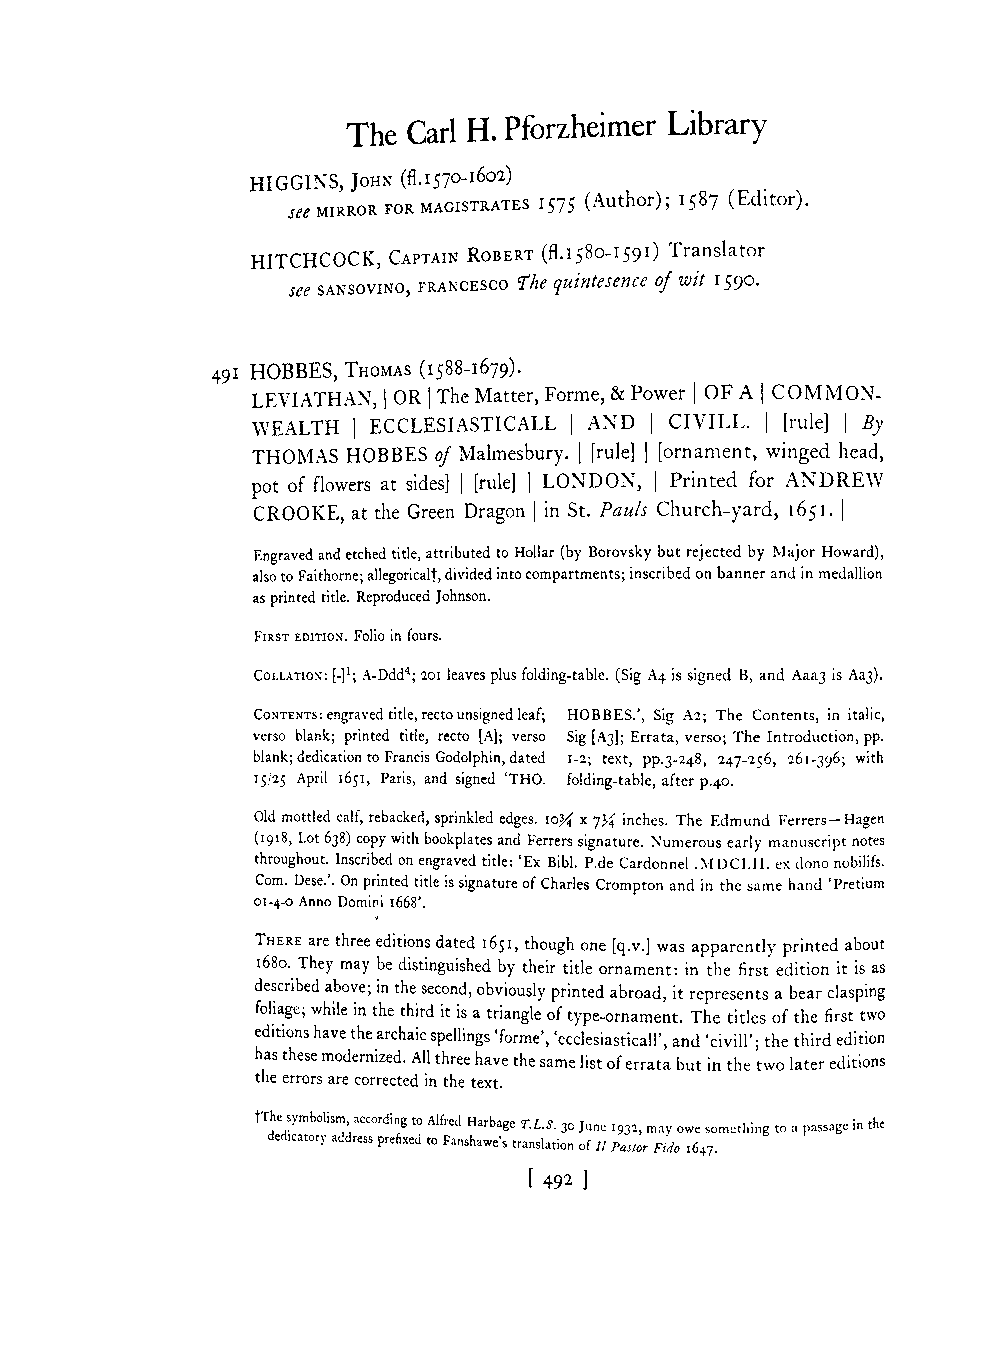 The Carl H. Pforzheimer Library
HIGGINS, JOHN (fl.1570-1602)
see MIRROR FOR MAGISTRATES 1575 (Author); 1587 (Editor).
HITCHCOCK, CAPTAIN ROBERT (fl.1580-1591) Translator
see SANSOVINO, FRANCESCO The quintesence of wit 1590.
491 HOBBES, THOMAS (1588-1679).
LEVIATHAN, | OR | The Matter, Forme, & Power | OF A | COMMON-
WEALTH | ECCLESIASTICALL | AND | CIVILL. | [rule] | By
THOMAS HOBBES of Malmesbury. | [rule] | [ornament, winged head,
pot of flowers at sides] | [rule] | LONDON, | Printed for ANDREW
CROOKE, at the Green Dragon | in St. Pauls Church-yard, 1651. |
Engraved and etched title, attributed to Hollar (by Borovsky but rejected by Major Howard),
also to Faithorne; allegorical†, divided into compartments; inscribed on banner and in medallion
as printed title. Reproduced Johnson.
FIRST EDITION. Folio in fours.
COLLATION: [-]¹; A-Ddd⁴; 201 leaves plus folding-table. (Sig A4 is signed B, and Aaa3 is Aa3).
CONTENTS: engraved title, recto unsigned leaf;
verso blank; printed title, recto [A]; verso
blank; dedication to Francis Godolphin, dated
15/25 April 1651, Paris, and signed 'THO.
HOBBES.', Sig A2; The Contents, in italic,
Sig [A3]; Errata, verso; The Introduction, pp.
1-2; text, pp.3-248, 247-256, 261-396; with
folding-table, after p.40.
Old mottled calf, rebacked, sprinkled edges. 10¾ x 7¼ inches. The Edmund Ferrers—Hagen
(1918, Lot 638) copy with bookplates and Ferrers signature. Numerous early manuscript notes
throughout. Inscribed on engraved title: 'Ex Bibl. P.de Cardonnel .MDCLII. ex dono nobilifs.
Com. Dese.'. On printed title is signature of Charles Crompton and in the same hand 'Pretium
01-4-0 Anno Domini 1668'.
THERE are three editions dated 1651, though one [q.v.] was apparently printed about
1680. They may be distinguished by their title ornament: in the first edition it is as
described above; in the second, obviously printed abroad, it represents a bear clasping
foliage; while in the third it is a triangle of type-ornament. The titles of the first two
editions have the archaic spellings 'forme', 'ecclesiasticall', and 'civill'; the third edition
has these modernized. All three have the same list of errata but in the two later editions
the errors are corrected in the text.
†The symbolism, according to Alfred Harbage T.L.S. 30 June 1932, may owe something to a passage in the
dedicatory address prefixed to Fanshawe's translation of Il Pastor Fido 1647.
[ 492 ]